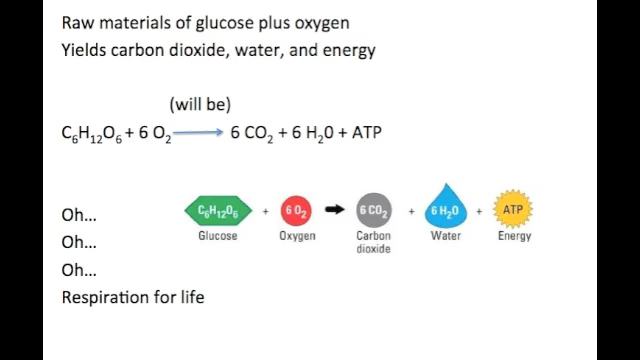 Raw materials of glucose plus oxygen
Yields carbon dioxide, water, and energy
(will be)
C₆H₁₂O₆ + 6 O₂ → 6 CO₂ + 6 H₂0 + ATP
C₆H₁₂O₆ + 6 O₂ → 6 CO₂ + 6 H₂O + ATP
Glucose Oxygen Carbon dioxide Water Energy
Oh...
Oh...
Oh...
Respiration for life